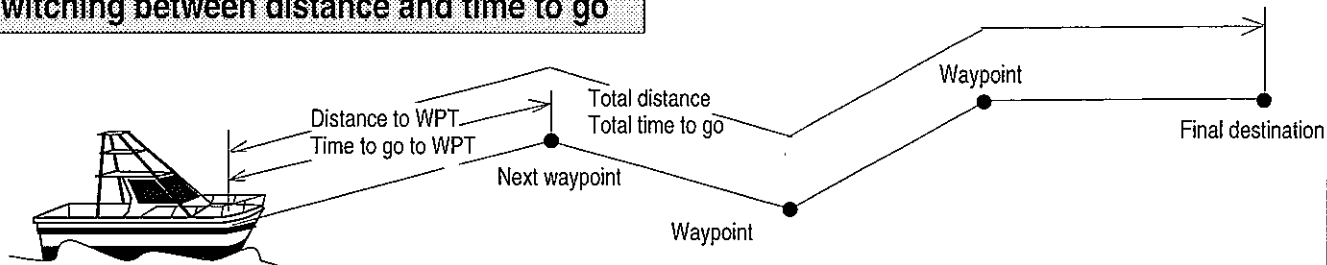 witching between distance and time to go
Distance to WPT
Time to go to WPT
Total distance
Total time to go
Next waypoint
Waypoint
Waypoint
Final destination